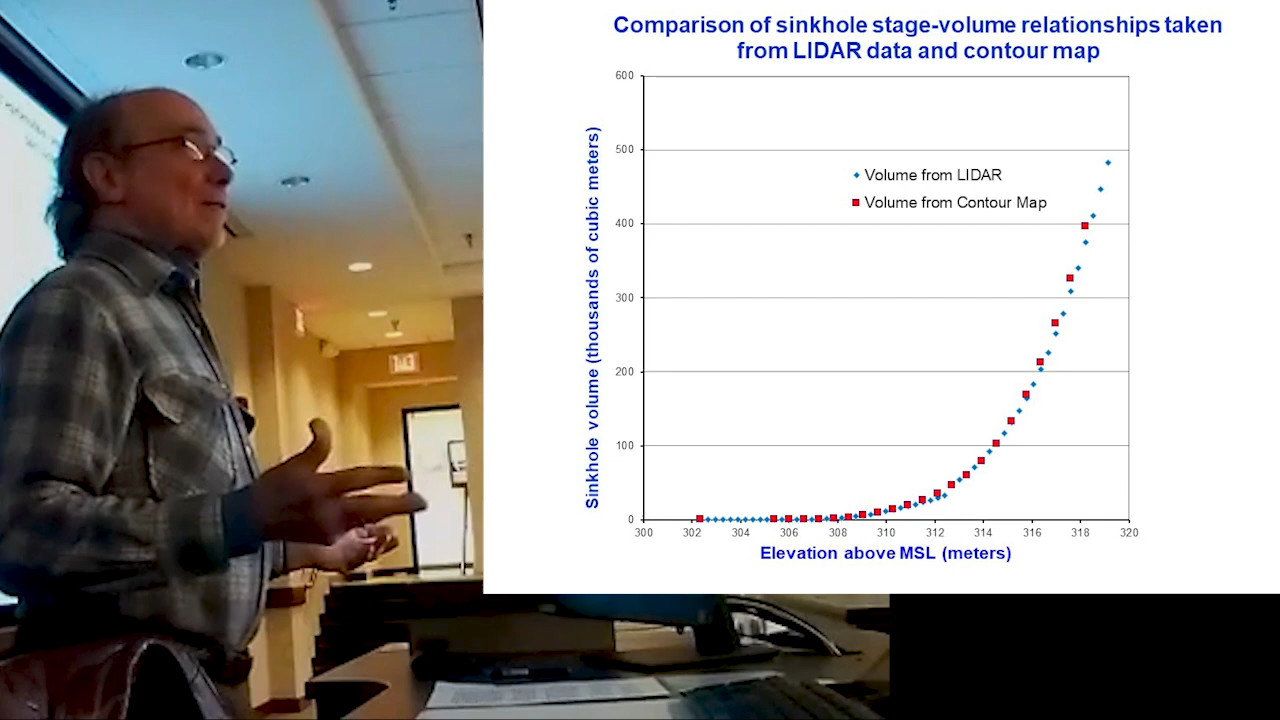 Comparison of sinkhole stage-volume relationships taken
from LIDAR data and contour map
Sinkhole volume (thousands of cubic meters)
600
500
400
300
200
100
0
Volume from LIDAR
Volume from Contour Map
300 302 304 306 308 310 312 314 316 318 320
Elevation above MSL (meters)